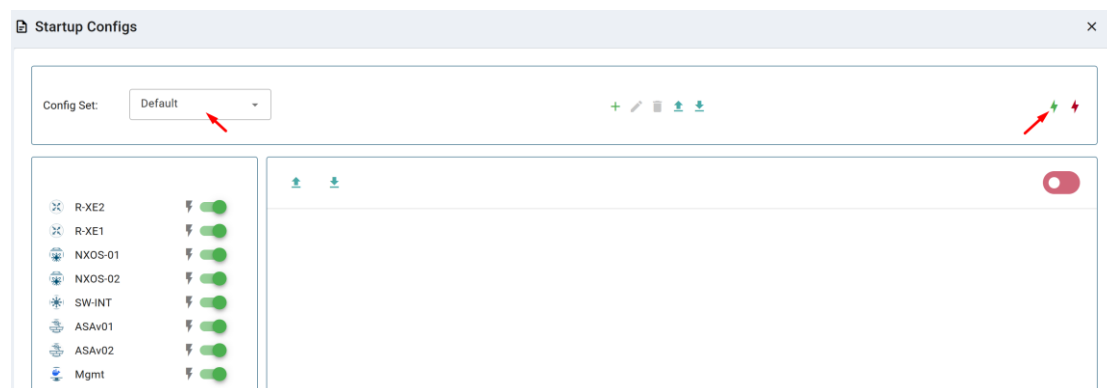 Startup Configs
Config Set:
Default
R-XE2
R-XE1
NXOS-01
NXOS-02
SW-INT
ASAv01
ASAv02
Mgmt